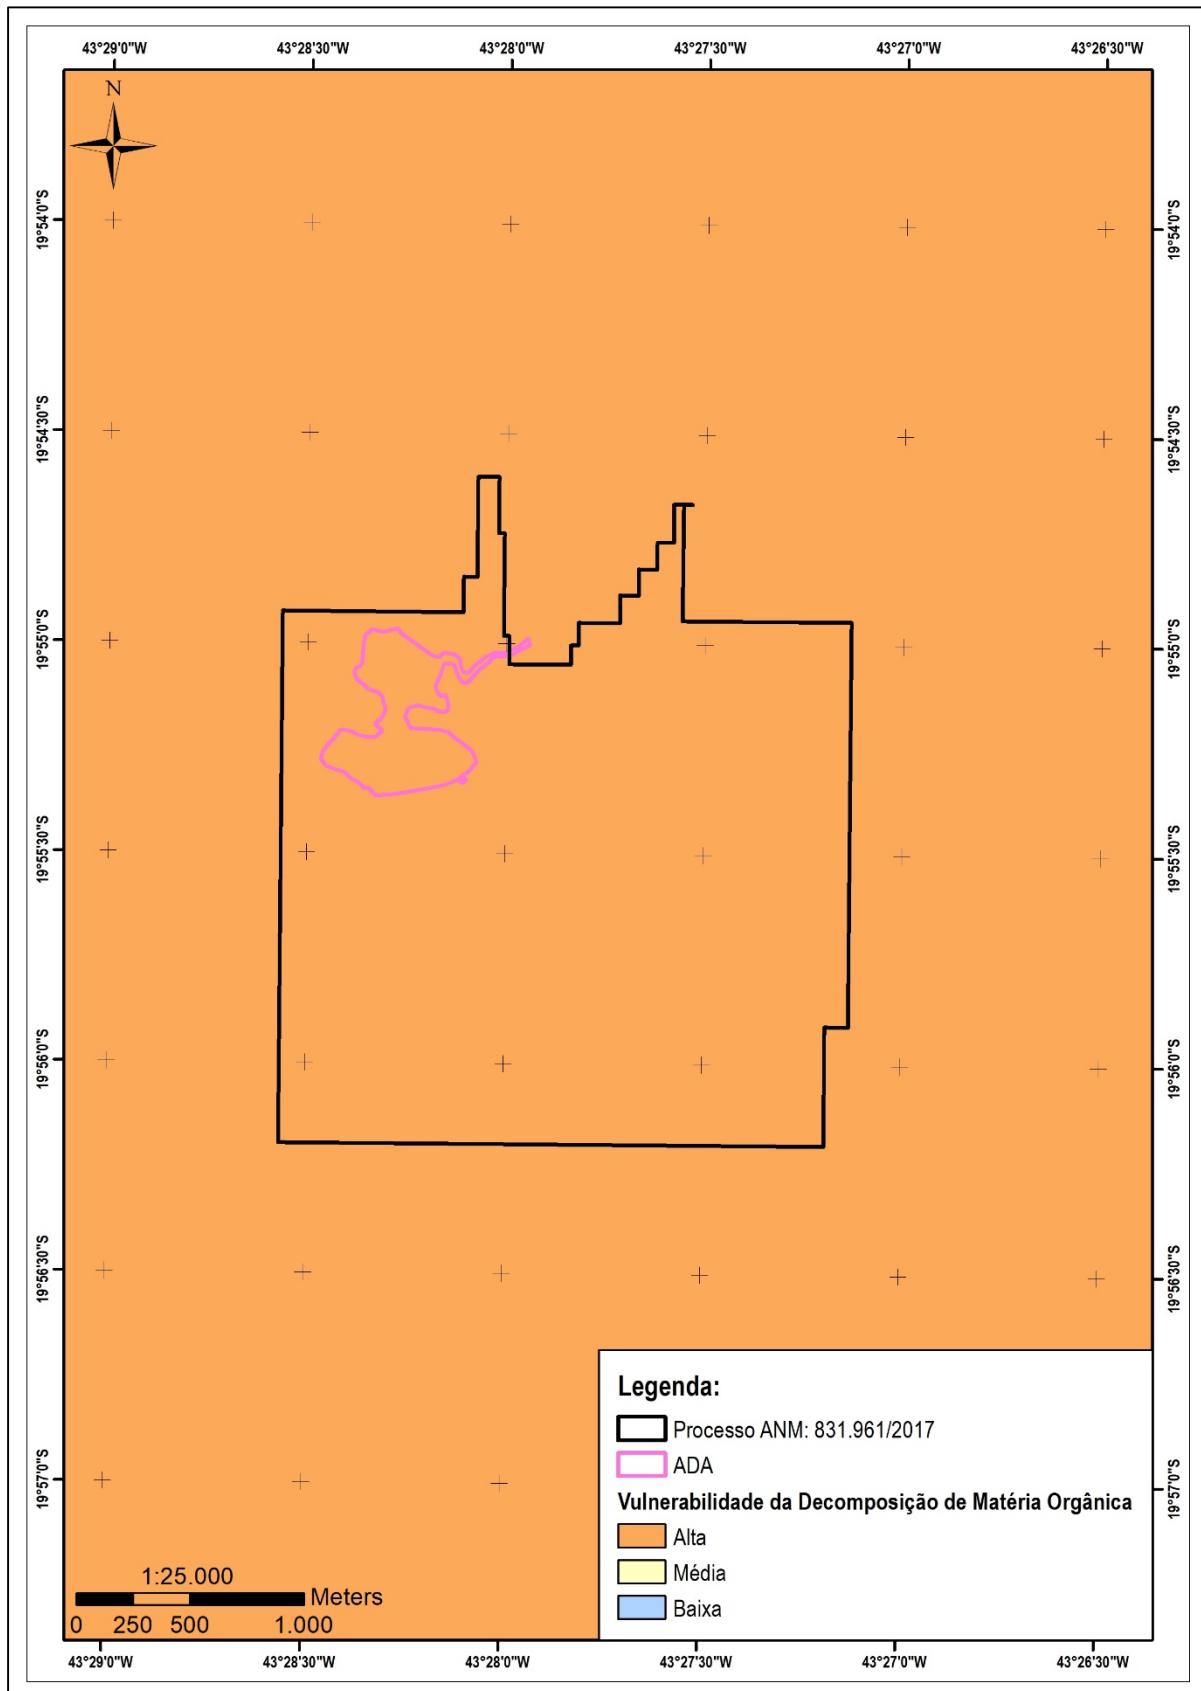 43°29'0"W 43°28'30"W 43°28'0"W 43°27'30"W 43°27'0"W 43°26'30"W
N
19°54'0"S 19°54'0"S
19°54'30"S 19°54'30"S
19°55'0"S 19°55'0"S
19°55'30"S 19°55'30"S
19°56'0"S 19°56'0"S
19°56'30"S 19°56'30"S
19°57'0"S 19°57'0"S
Legenda:
Processo ANM: 831.961/2017
ADA
Vulnerabilidade da Decomposição de Matéria Orgânica
Alta
Média
Baixa
1:25.000
Meters
0 250 500 1.000
43°29'0"W 43°28'30"W 43°28'0"W 43°27'30"W 43°27'0"W 43°26'30"W